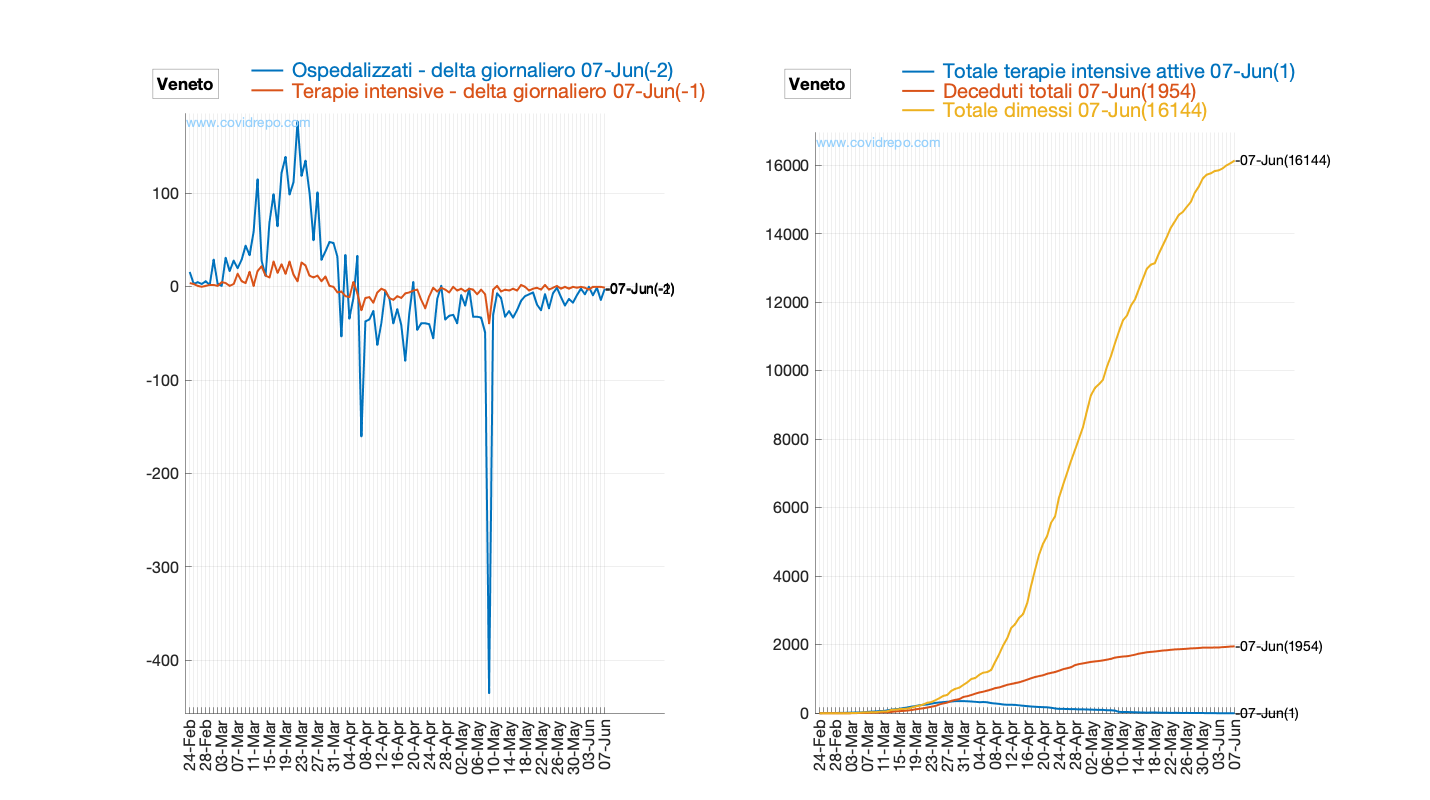 Veneto
Ospedalizzati - delta giornaliero 07-Jun(-2)
Terapie intensive - delta giornaliero 07-Jun(-1)
www.covidrepo.com
100
0
-100
-200
-300
-400
24-Feb
28-Feb
03-Mar
07-Mar
11-Mar
15-Mar
19-Mar
23-Mar
27-Mar
31-Mar
04-Apr
08-Apr
12-Apr
16-Apr
20-Apr
24-Apr
28-Apr
02-May
06-May
10-May
14-May
18-May
22-May
26-May
30-May
03-Jun
07-Jun
Veneto
Totale terapie intensive attive 07-Jun(1)
Deceduti totali 07-Jun(1954)
Totale dimessi 07-Jun(16144)
www.covidrepo.com
16000
14000
12000
10000
8000
6000
4000
2000
0
07-Jun(16144)
07-Jun(1954)
07-Jun(1)
24-Feb
28-Feb
03-Mar
07-Mar
11-Mar
15-Mar
19-Mar
23-Mar
27-Mar
31-Mar
04-Apr
08-Apr
12-Apr
16-Apr
20-Apr
24-Apr
28-Apr
02-May
06-May
10-May
14-May
18-May
22-May
26-May
30-May
03-Jun
07-Jun